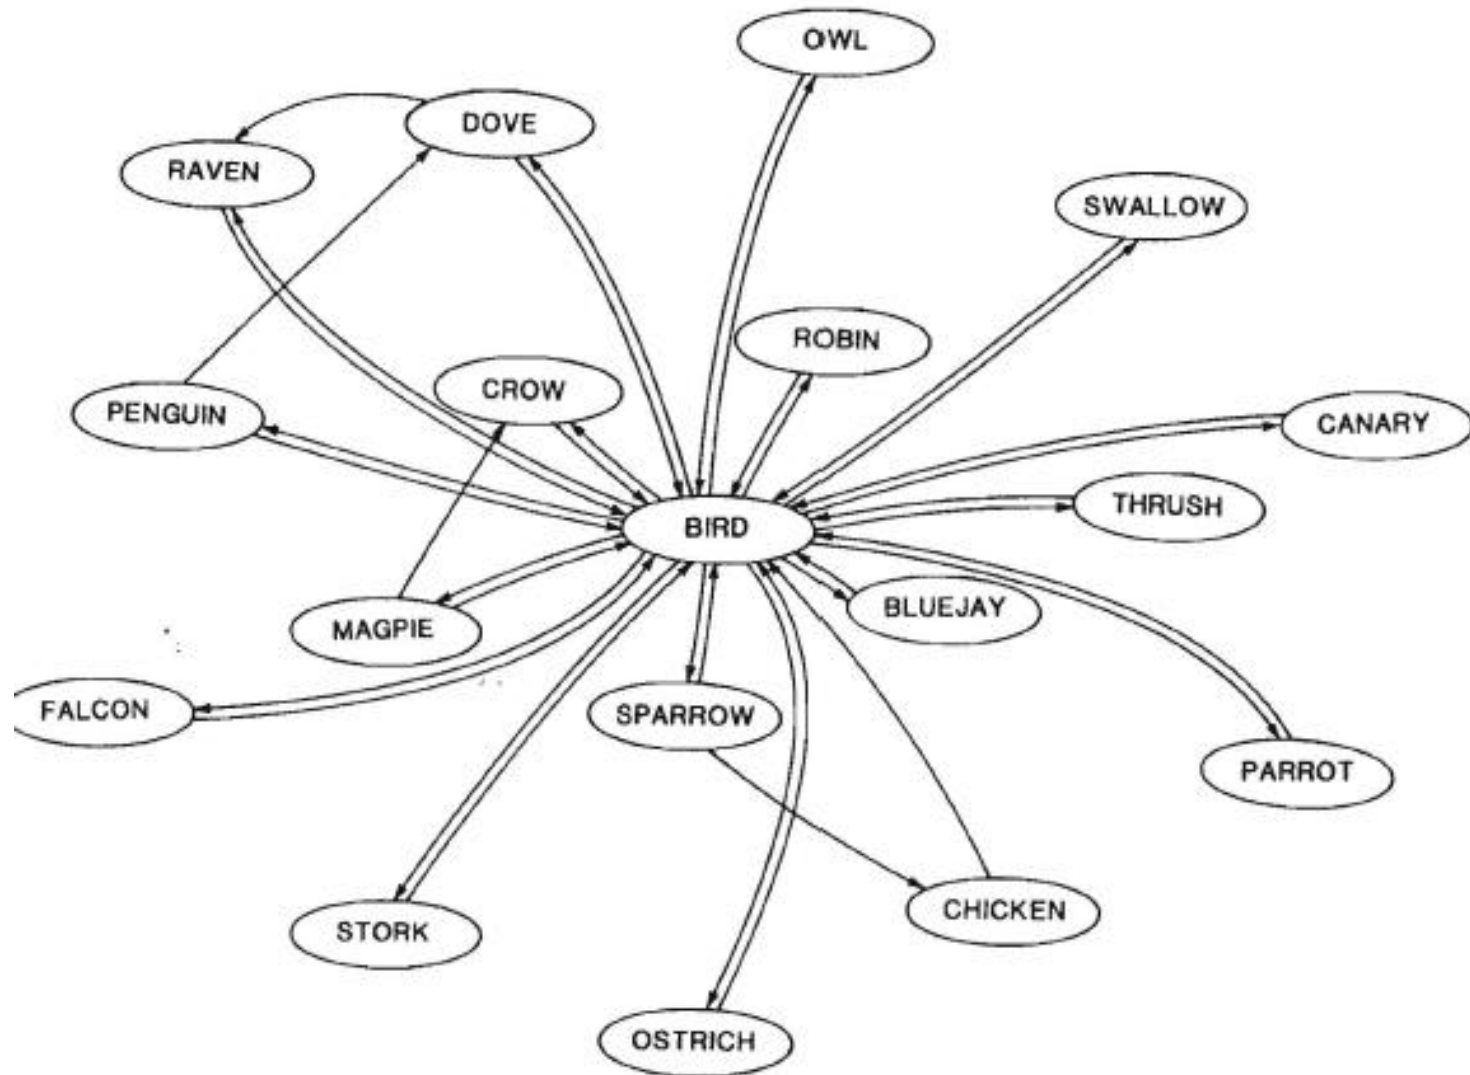 OWL
DOVE
RAVEN
SWALLOW
ROBIN
CROW
PENGUIN
CANARY
THRUSH
BIRD
BLUEJAY
MAGPIE
FALCON
SPARROW
PARROT
CHICKEN
STORK
OSTRICH